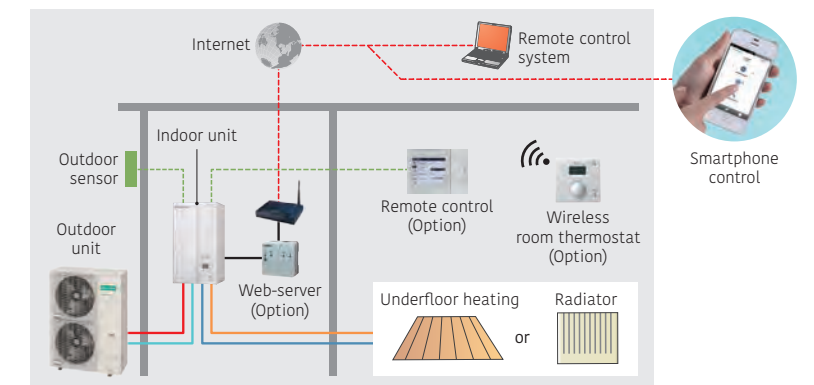 Internet
Remote control
system
Smartphone
control
Indoor unit
Outdoor
sensor
Outdoor
unit
Remote control
(Option)
Wireless
room thermostat
(Option)
Web-server
(Option)
Underfloor heating
or
Radiator